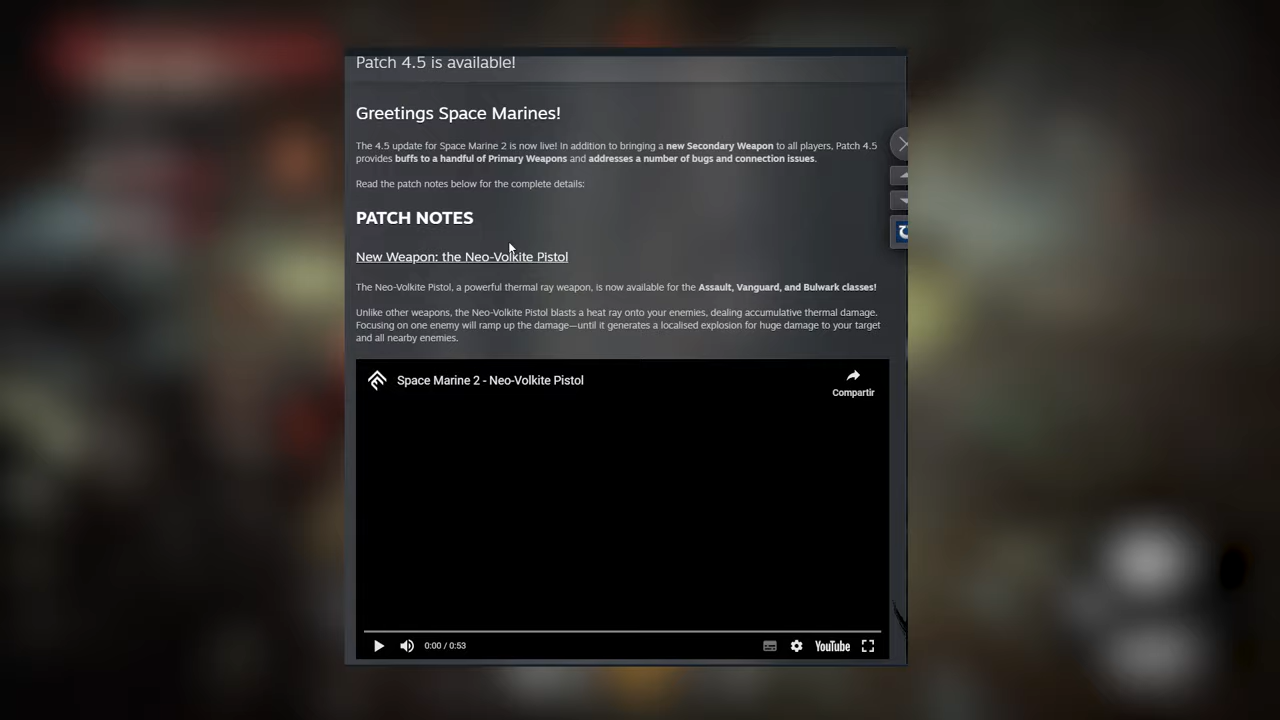 Patch 4.5 is available!
Greetings Space Marines!
The 4.5 update for Space Marine 2 is now live! In addition to bringing a new Secondary Weapon to all players, Patch 4.5
provides buffs to a handful of Primary Weapons and addresses a number of bugs and connection issues.
Read the patch notes below for the complete details:
PATCH NOTES
New Weapon: the Neo-Volkite Pistol
The Neo-Volkite Pistol, a powerful thermal ray weapon, is now available for the Assault, Vanguard, and Bulwark classes!
Unlike other weapons, the Neo-Volkite Pistol blasts a heat ray onto your enemies, dealing accumulative thermal damage.
Focusing on one enemy will ramp up the damage—until it generates a localised explosion for huge damage to your target
and all nearby enemies.
Space Marine 2 - Neo-Volkite Pistol
Compartir
0:00 / 0:53
YouTube